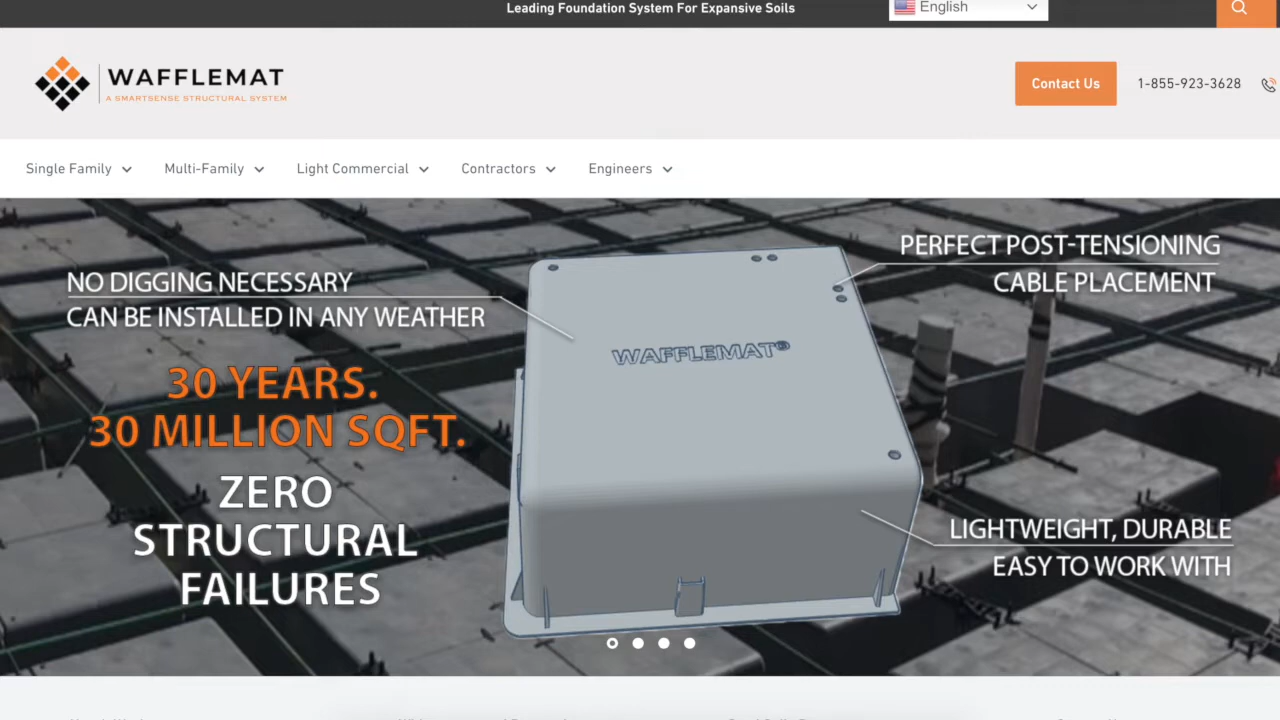 Leading Foundation System For Expansive Soils
English
WAFFLEMAT
A SMARTSENSE STRUCTURAL SYSTEM
Contact Us
1-855-923-3628
Single Family
Multi-Family
Light Commercial
Contractors
Engineers
PERFECT POST-TENSIONING
CABLE PLACEMENT
NO DIGGING NECESSARY
CAN BE INSTALLED IN ANY WEATHER
WAFFLEMAT®
30 YEARS.
30 MILLION SQFT.
ZERO
STRUCTURAL
FAILURES
LIGHTWEIGHT, DURABLE
EASY TO WORK WITH